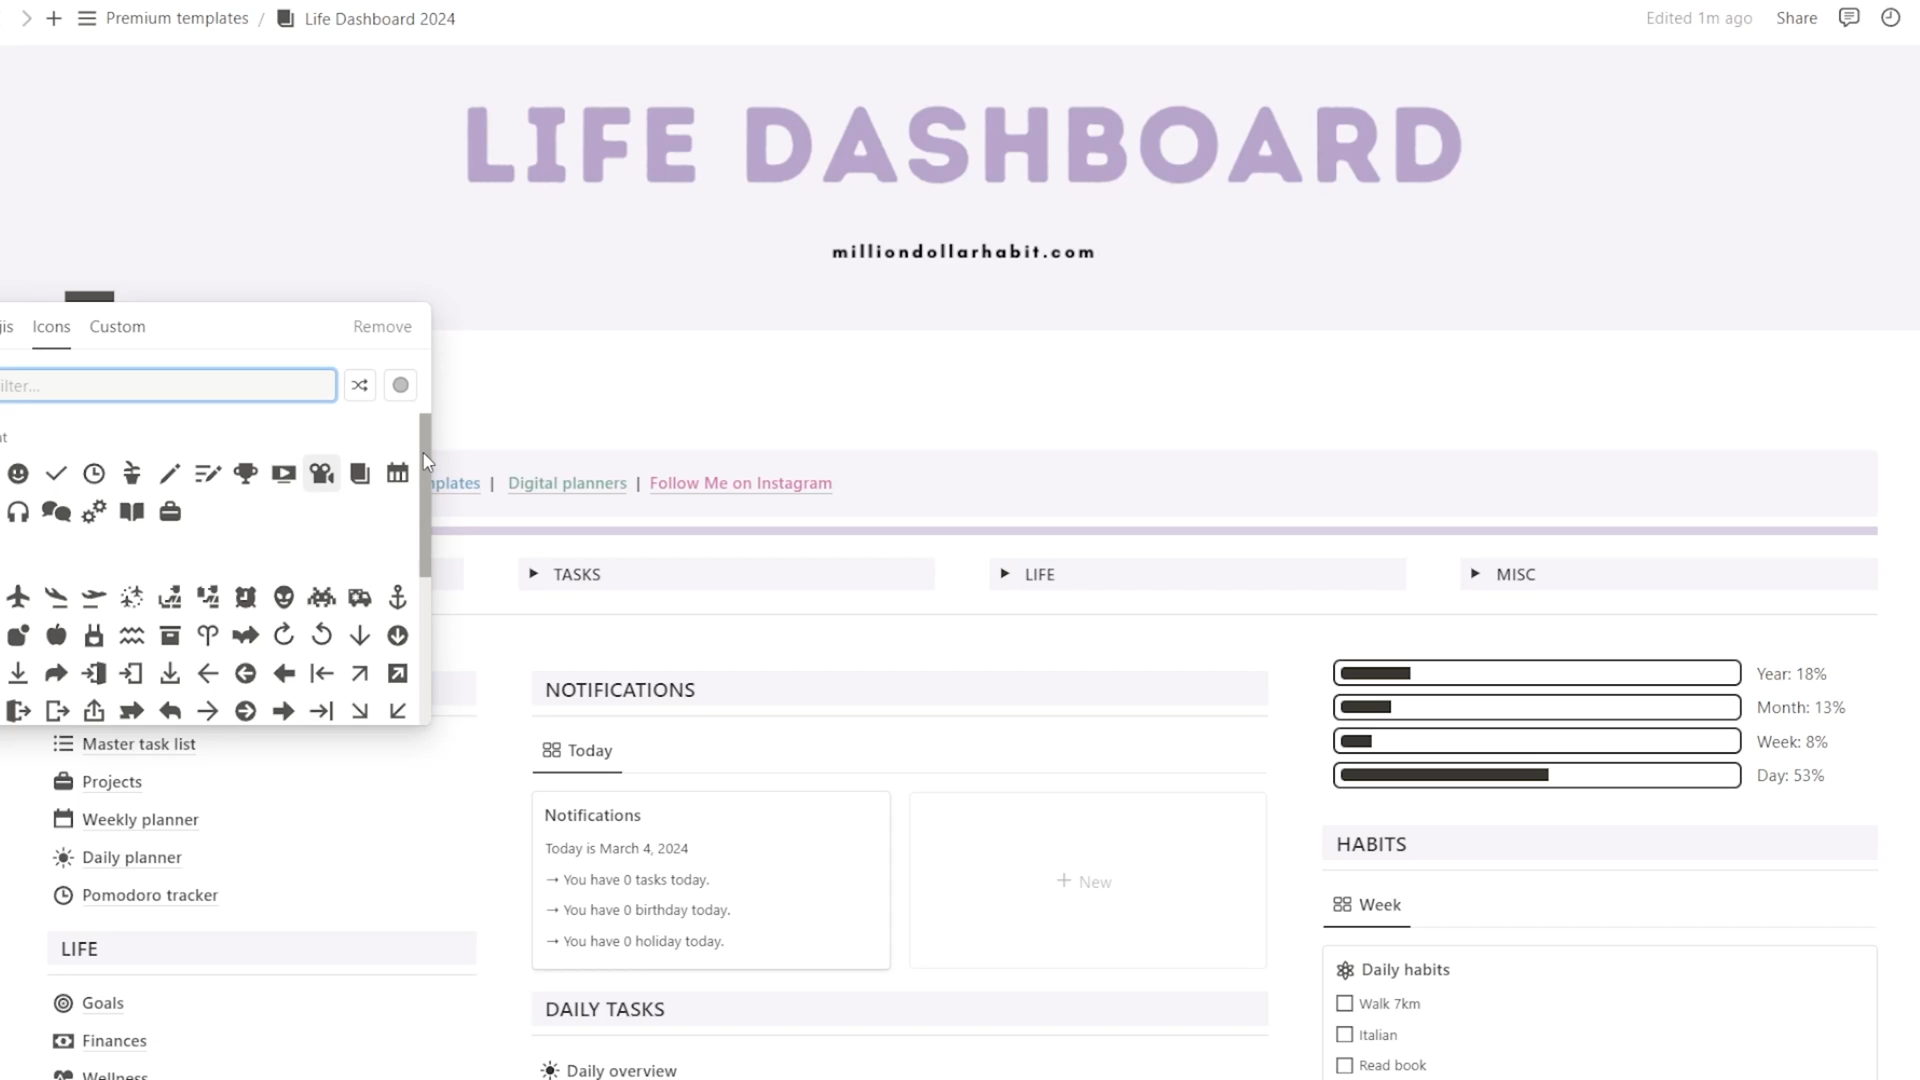 Premium templates / Life Dashboard 2024
Edited 1m ago Share
LIFE DASHBOARD
milliondollarhabit.com
Icons Custom Remove
Digital planners | Follow Me on Instagram
TASKS
LIFE
MISC
Master task list
Projects
Weekly planner
Daily planner
Pomodoro tracker
LIFE
Goals
Finances
Wellness
NOTIFICATIONS
Today
Notifications
Today is March 4, 2024
→ You have 0 tasks today.
→ You have 0 birthday today.
→ You have 0 holiday today.
+ New
DAILY TASKS
Daily overview
Year: 18%
Month: 13%
Week: 8%
Day: 53%
HABITS
Week
Daily habits
Walk 7km
Italian
Read book